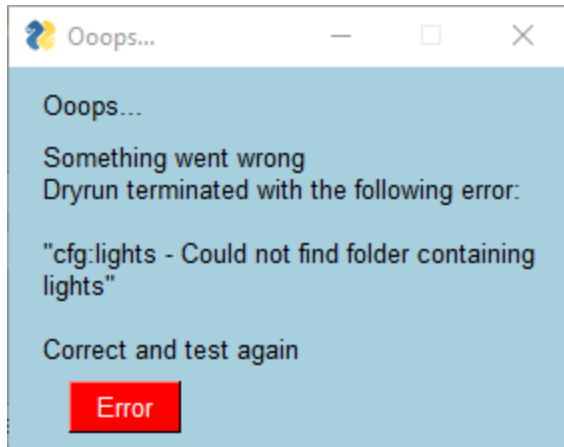 Ooops...
Ooops...
Something went wrong
Dryrun terminated with the following error:
"cfg:lights - Could not find folder containing
lights"
Correct and test again
Error